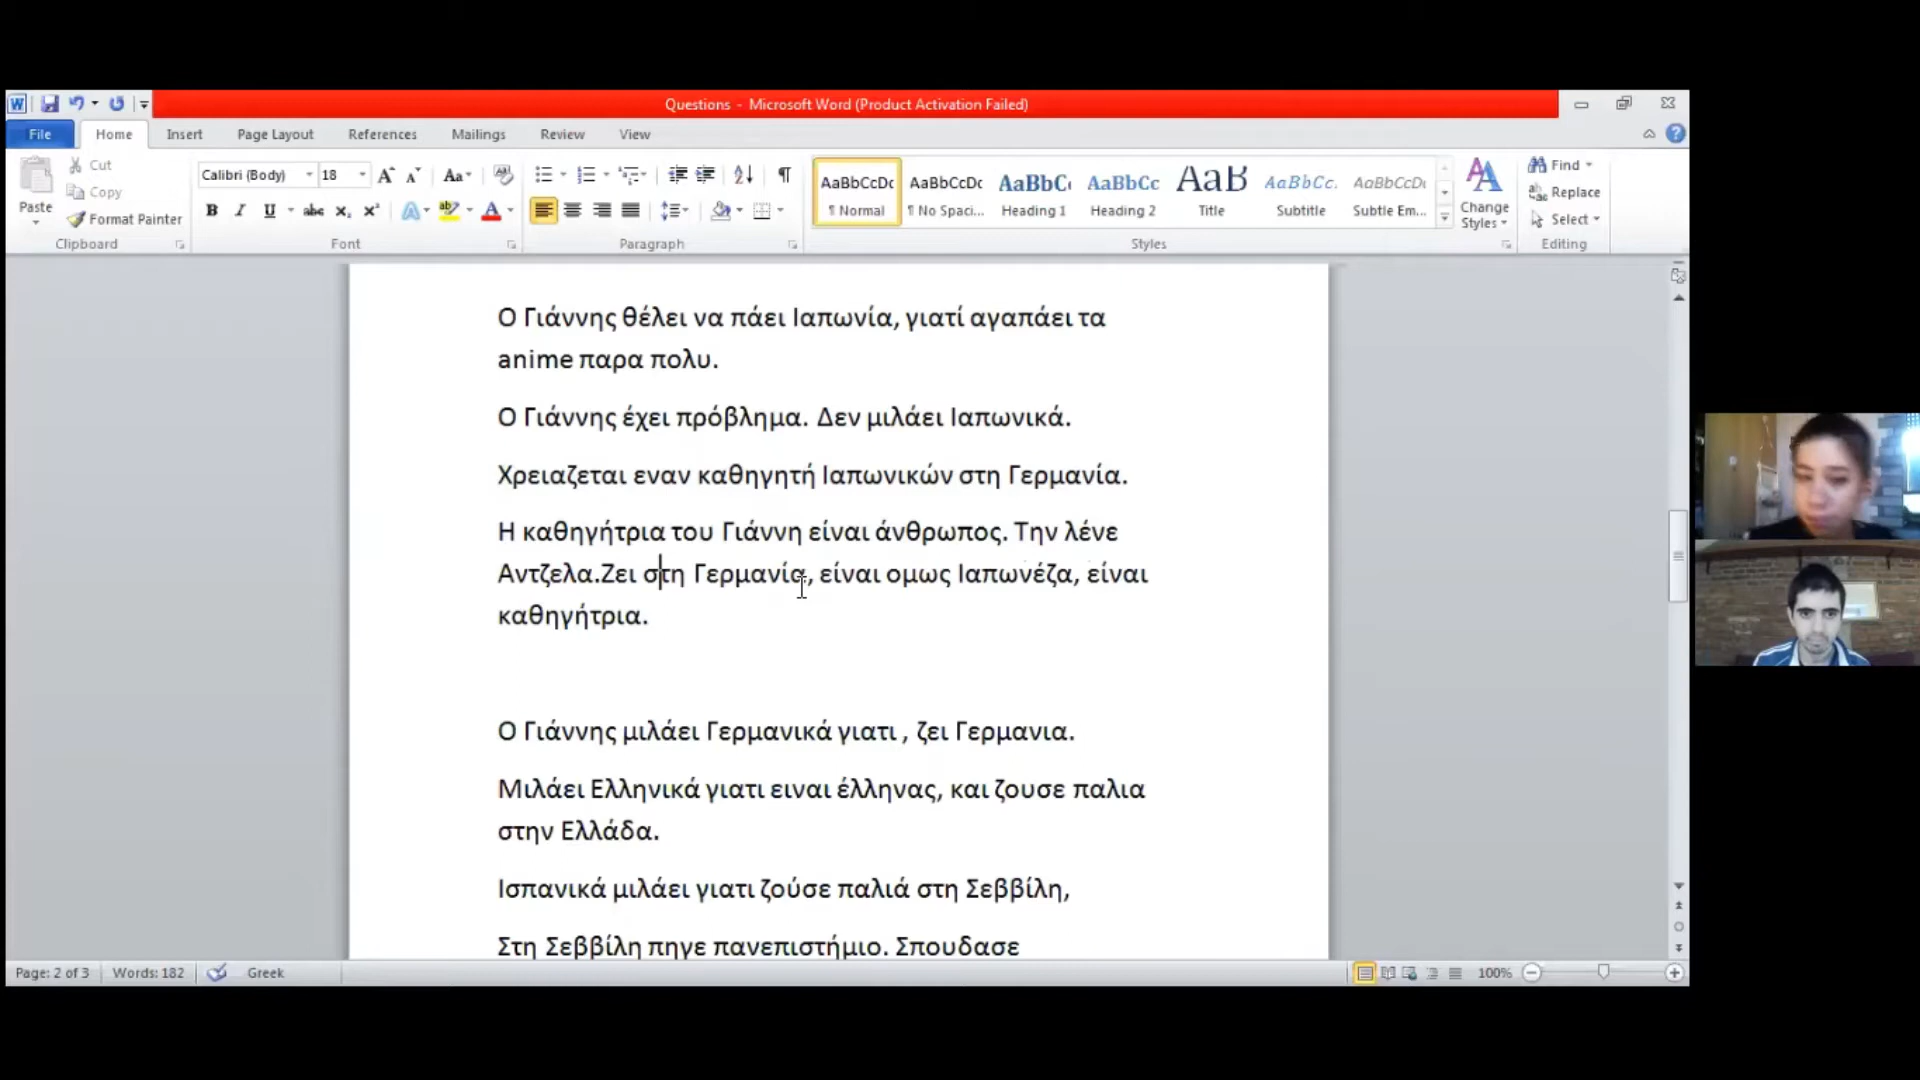 Questions - Microsoft Word (Product Activation Failed)
File Home Insert Page Layout References Mailings Review View
Cut
Copy
Format Painter
Paste
Clipboard
Calibri (Body) 18
Font
Paragraph
AaBbCcDc AaBbCcDc AaBbC AaBbCc AaB AaBbCc. AaBbCcDc
¶ Normal ¶ No Spaci... Heading 1 Heading 2 Title Subtitle Subtle Em...
Styles
Change Styles
Find
Replace
Select
Editing
Ο Γιάννης θέλει να πάει Ιαπωνία, γιατί αγαπάει τα
anime παρα πολυ.
Ο Γιάννης έχει πρόβλημα. Δεν μιλάει Ιαπωνικά.
Χρειαζεται εναν καθηγητή Ιαπωνικών στη Γερμανία.
Η καθηγήτρια του Γιάννη είναι άνθρωπος. Την λένε
Αντζελα.Ζει στη Γερμανία, είναι ομως Ιαπωνέζα, είναι
καθηγήτρια.
Ο Γιάννης μιλάει Γερμανικά γιατι , ζει Γερμανια.
Μιλάει Ελληνικά γιατι ειναι έλληνας, και ζουσε παλια
στην Ελλάδα.
Ισπανικά μιλάει γιατι ζούσε παλιά στη Σεββίλη,
Στη Σεββίλη πηγε πανεπιστήμιο. Σπουδασε
Page: 2 of 3 Words: 182 Greek 100%